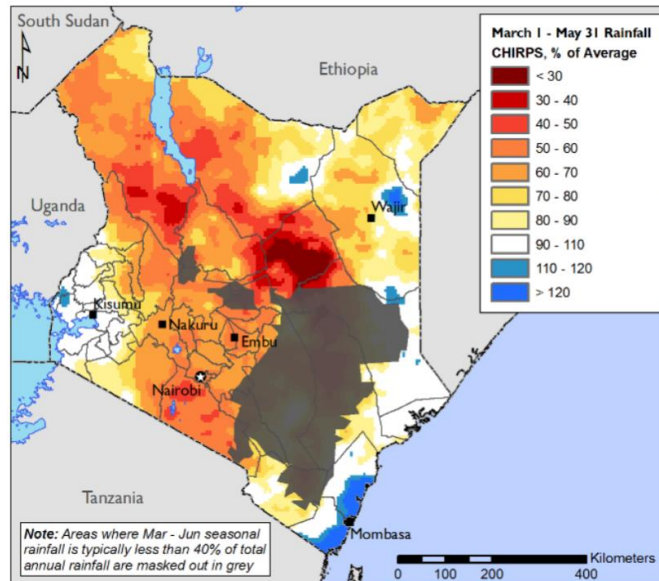 South Sudan
N
Ethiopia
March 1 - May 31 Rainfall
CHIRPS, % of Average
< 30
30 - 40
40 - 50
50 - 60
60 - 70
70 - 80
80 - 90
90 - 110
110 - 120
> 120
Uganda
Wajir
Kisumu
Nakuru
Embu
Nairobi
Tanzania
Mombasa
Note: Areas where Mar - Jun seasonal
rainfall is typically less than 40% of total
annual rainfall are masked out in grey
Kilometers
0 100 200 400